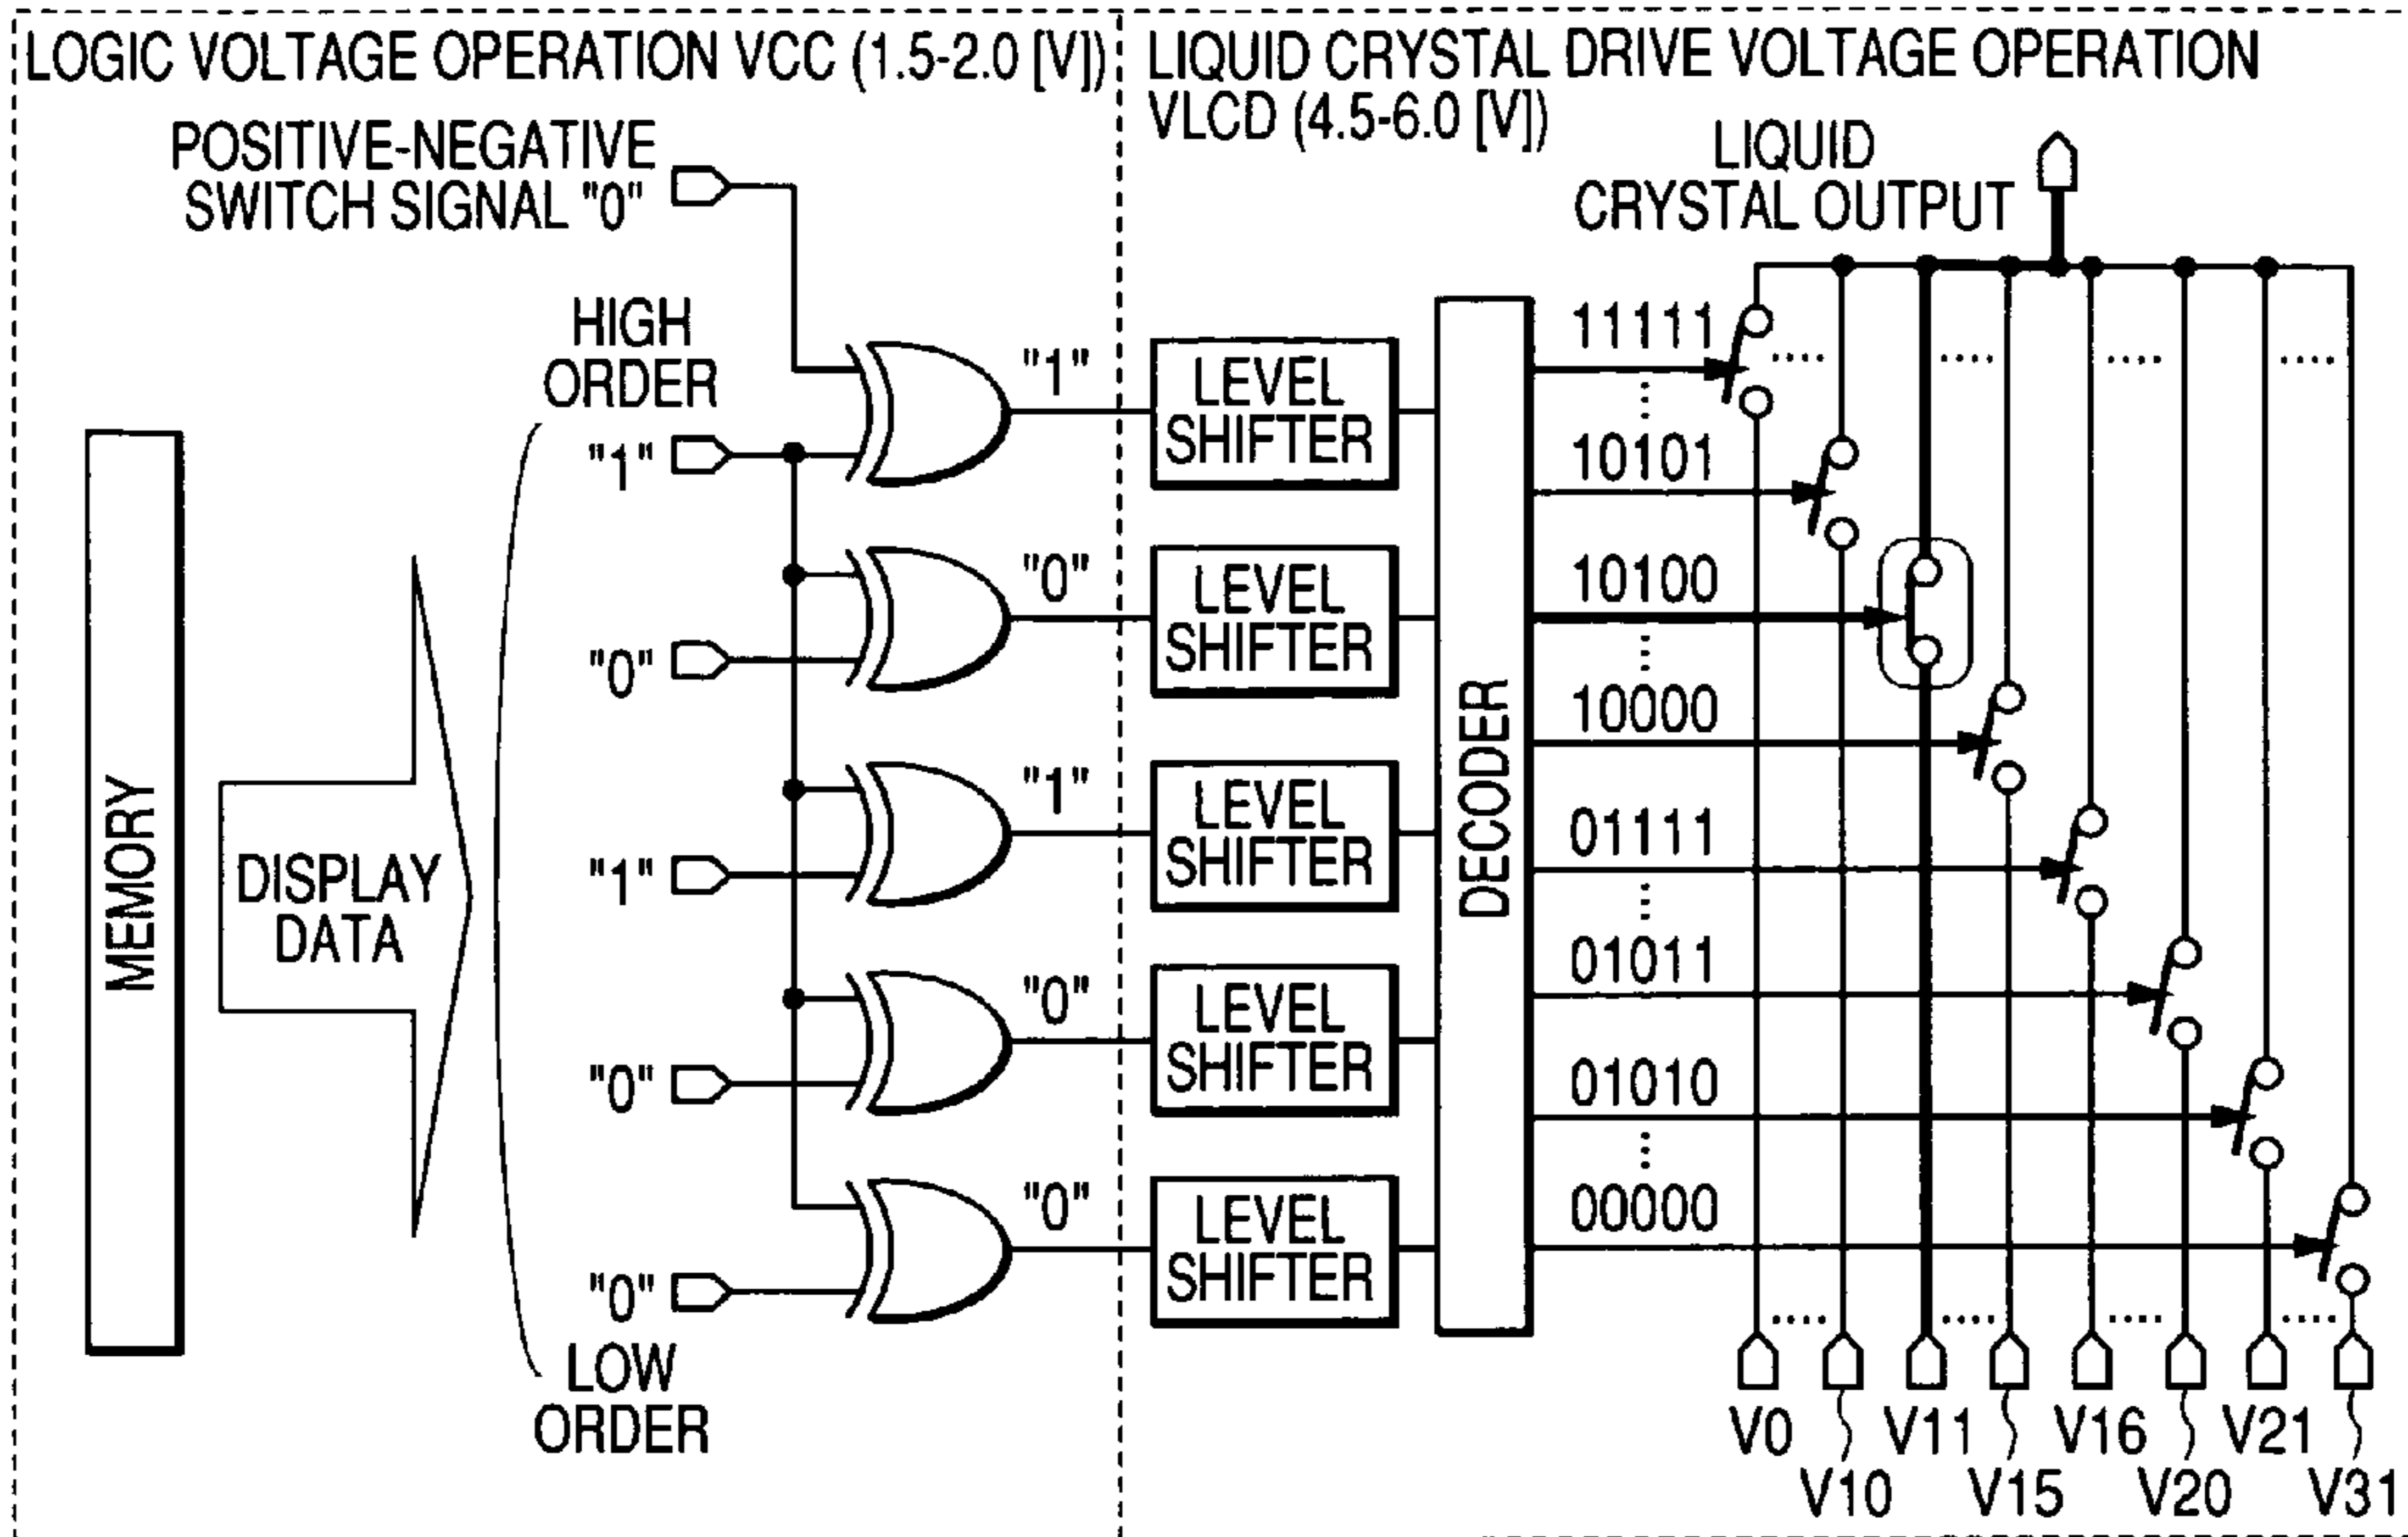 LOGIC VOLTAGE OPERATION VCC (1.5-2.0 [V])
LIQUID CRYSTAL DRIVE VOLTAGE OPERATION
VLCD (4.5-6.0 [V])
POSITIVE-NEGATIVE
SWITCH SIGNAL "0"
LIQUID
CRYSTAL OUTPUT
HIGH
ORDER
"1"
"0"
"1"
"0"
"0"
LOW
ORDER
MEMORY
DISPLAY
DATA
"1"
"0"
"1"
"0"
"0"
LEVEL
SHIFTER
LEVEL
SHIFTER
LEVEL
SHIFTER
LEVEL
SHIFTER
LEVEL
SHIFTER
DECODER
11111
10101
10100
10000
01111
01011
01010
00000
V0
V10
V11
V15
V16
V20
V21
V31